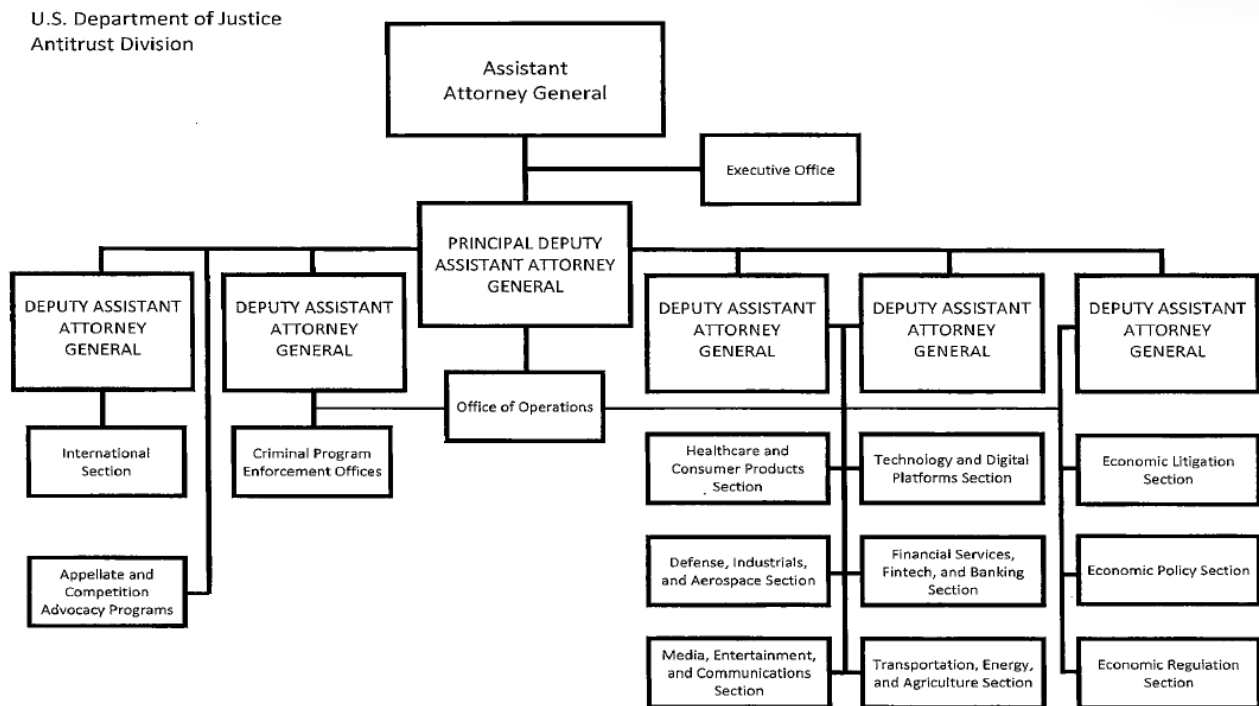 U.S. Department of Justice
Antitrust Division
Assistant
Attorney General
Executive Office
PRINCIPAL DEPUTY
ASSISTANT ATTORNEY
GENERAL
DEPUTY ASSISTANT
ATTORNEY
GENERAL
DEPUTY ASSISTANT
ATTORNEY
GENERAL
DEPUTY ASSISTANT
ATTORNEY
GENERAL
DEPUTY ASSISTANT
ATTORNEY
GENERAL
DEPUTY ASSISTANT
ATTORNEY
GENERAL
Office of Operations
International
Section
Criminal Program
Enforcement Offices
Healthcare and
Consumer Products
Section
Technology and Digital
Platforms Section
Economic Litigation
Section
Appellate and
Competition
Advocacy Programs
Defense, Industrials,
and Aerospace Section
Financial Services,
Fintech, and Banking
Section
Economic Policy Section
Media, Entertainment,
and Communications
Section
Transportation, Energy,
and Agriculture Section
Economic Regulation
Section